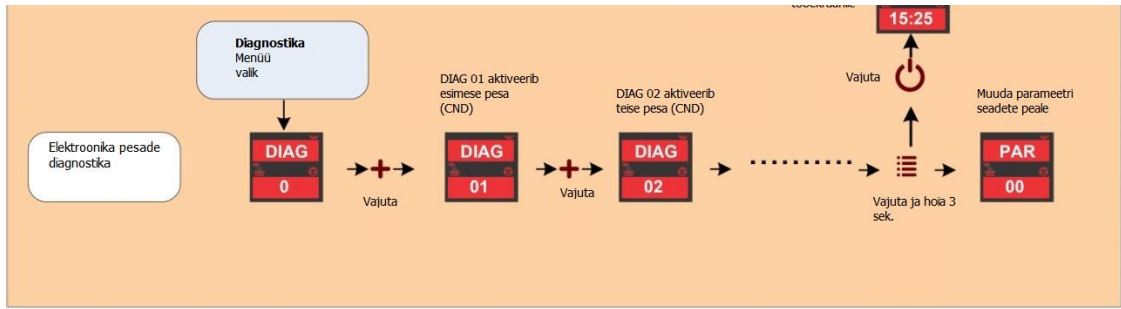 15:25
Diagnostika
Menüü
valik
Vajuta
DIAG 01 aktiveerib
esimese pesa
(CND)
DIAG 02 aktiveerib
teise pesa (CND)
Muuda parameetri
seadete peale
Elektroonika pesade
diagnostika
DIAG
0
Vajuta
DIAG
01
Vajuta
DIAG
02
Vajuta ja hoia 3
sek.
PAR
00